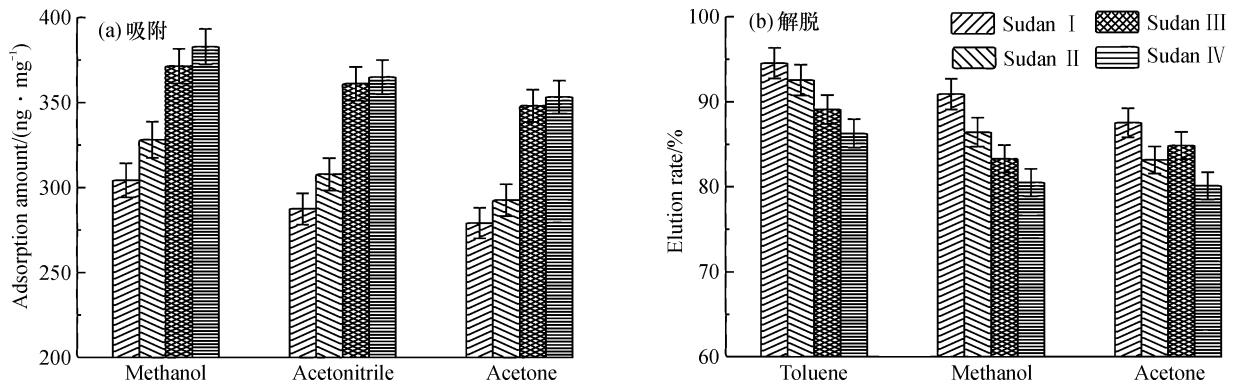 (a) 吸附
Adsorption amount/(ng · mg⁻¹)
400
350
300
250
200
Methanol
Acetonitrile
Acetone
(b) 解脱
Elution rate/%
100
90
80
70
60
Toluene
Methanol
Acetone
Sudan Ⅰ
Sudan Ⅱ
Sudan Ⅲ
Sudan Ⅳ